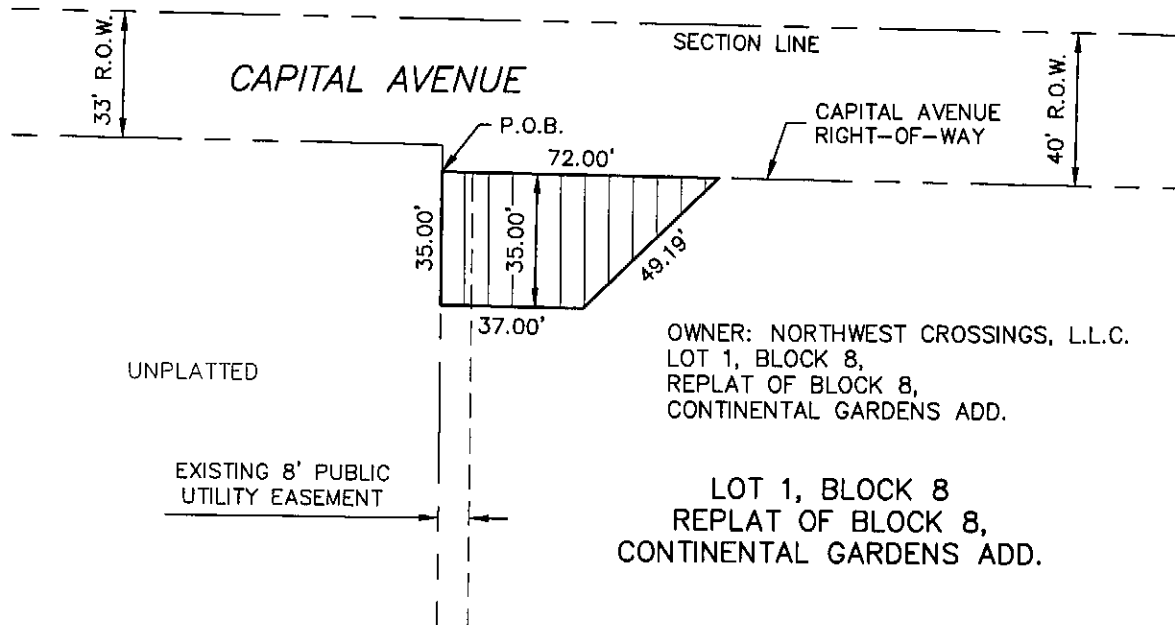 SECTION LINE
33' R.O.W.
CAPITAL AVENUE
40' R.O.W.
CAPITAL AVENUE
RIGHT-OF-WAY
P.O.B.
72.00'
35.00'
35.00'
49.19'
37.00'
UNPLATTED
OWNER: NORTHWEST CROSSINGS, L.L.C.
LOT 1, BLOCK 8,
REPLAT OF BLOCK 8,
CONTINENTAL GARDENS ADD.
EXISTING 8' PUBLIC
UTILITY EASEMENT
LOT 1, BLOCK 8
REPLAT OF BLOCK 8,
CONTINENTAL GARDENS ADD.